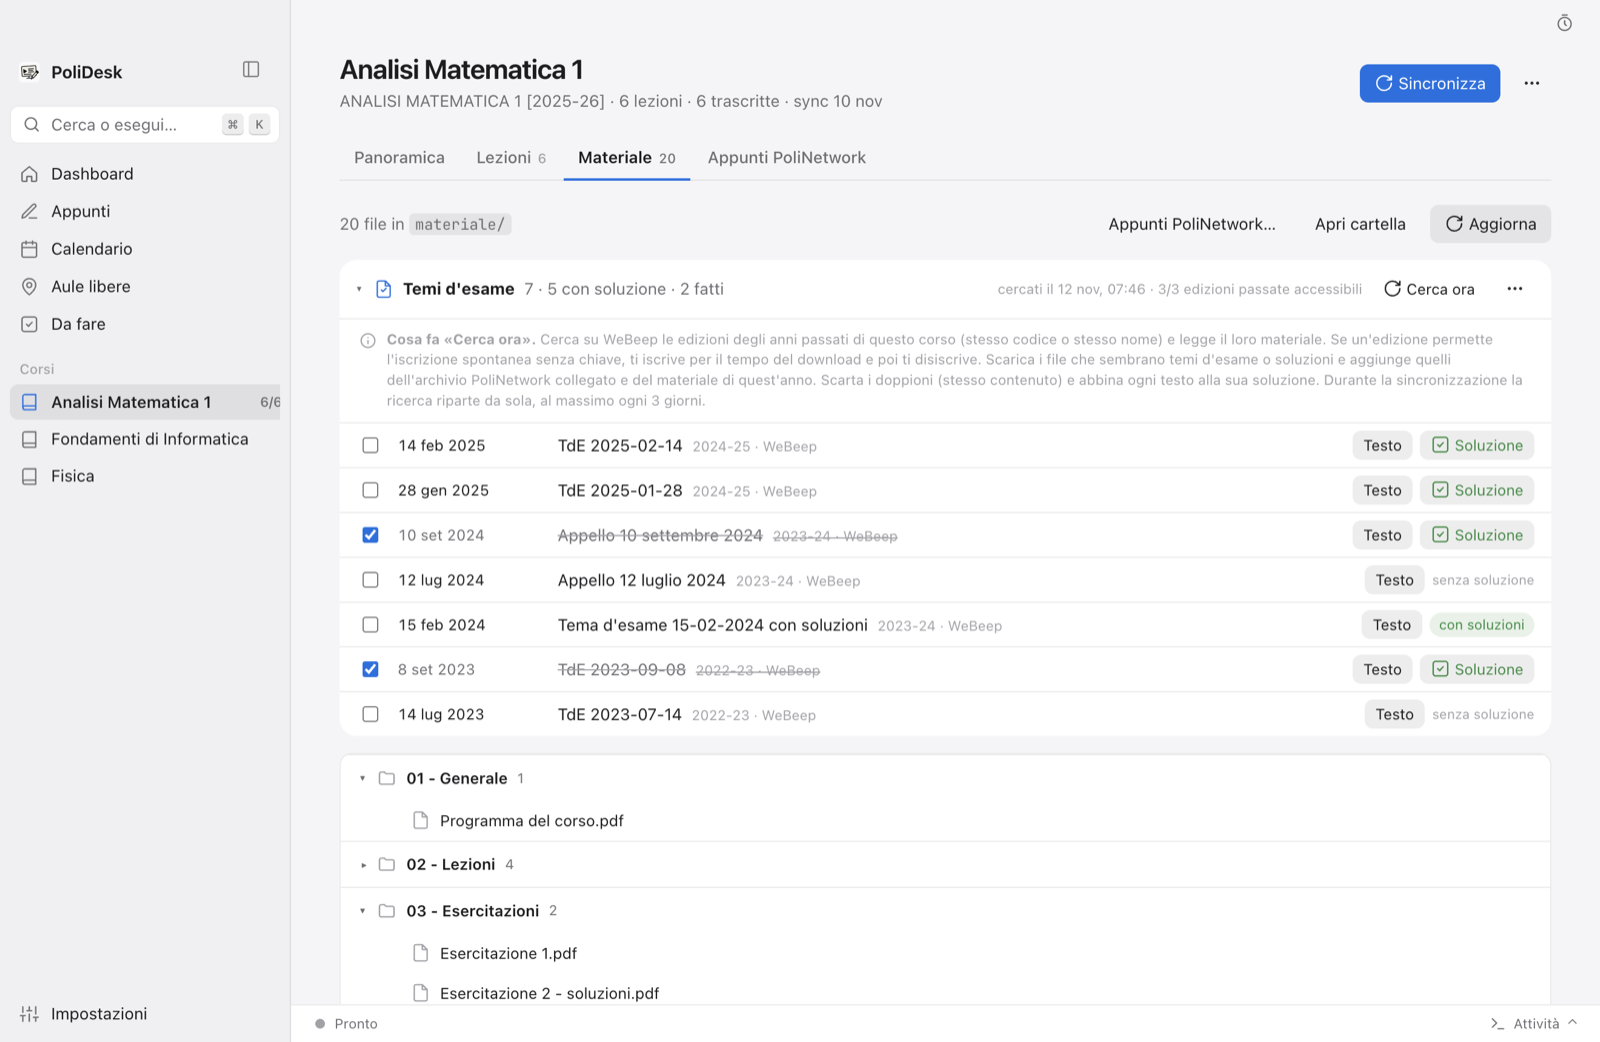 PoliDesk
Cerca o esegui... ⌘ K
Dashboard
Appunti
Calendario
Aule libere
Da fare
Corsi
Analisi Matematica 1 6/6
Fondamenti di Informatica
Fisica
Impostazioni
Analisi Matematica 1
ANALISI MATEMATICA 1 [2025-26] · 6 lezioni · 6 trascritte · sync 10 nov
Sincronizza
Panoramica Lezioni 6 Materiale 20 Appunti PoliNetwork
20 file in materiale/ Appunti PoliNetwork... Apri cartella Aggiorna
Temi d'esame 7 · 5 con soluzione · 2 fatti cercati il 12 nov, 07:46 · 3/3 edizioni passate accessibili Cerca ora
Cosa fa «Cerca ora». Cerca su WeBeep le edizioni degli anni passati di questo corso (stesso codice o stesso nome) e legge il loro materiale. Se un'edizione permette
l'iscrizione spontanea senza chiave, ti iscrive per il tempo del download e poi ti disiscrive. Scarica i file che sembrano temi d'esame o soluzioni e aggiunge quelli
dell'archivio PoliNetwork collegato e del materiale di quest'anno. Scarta i doppioni (stesso contenuto) e abbina ogni testo alla sua soluzione. Durante la sincronizzazione la
ricerca riparte da sola, al massimo ogni 3 giorni.
14 feb 2025 TdE 2025-02-14 2024-25 · WeBeep Testo Soluzione
28 gen 2025 TdE 2025-01-28 2024-25 · WeBeep Testo Soluzione
10 set 2024 Appello 10 settembre 2024 2023-24 · WeBeep Testo Soluzione
12 lug 2024 Appello 12 luglio 2024 2023-24 · WeBeep Testo senza soluzione
15 feb 2024 Tema d'esame 15-02-2024 con soluzioni 2023-24 · WeBeep Testo con soluzioni
8 set 2023 TdE 2023-09-08 2022-23 · WeBeep Testo Soluzione
14 lug 2023 TdE 2023-07-14 2022-23 · WeBeep Testo senza soluzione
01 - Generale 1
Programma del corso.pdf
02 - Lezioni 4
03 - Esercitazioni 2
Esercitazione 1.pdf
Esercitazione 2 - soluzioni.pdf
Pronto Attività